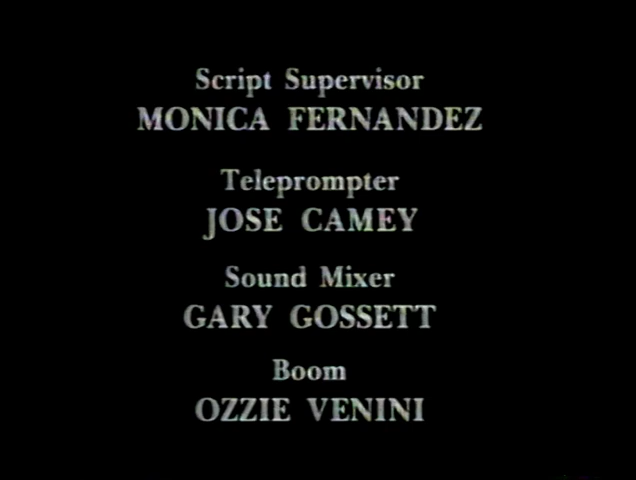 Script Supervisor
MONICA FERNANDEZ
Teleprompter
JOSE CAMEY
Sound Mixer
GARY GOSSETT
Boom
OZZIE VENINI